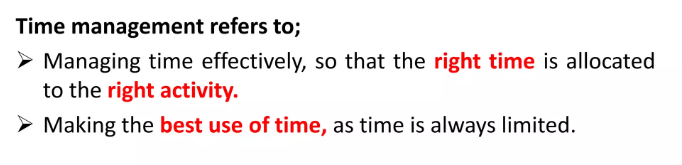 Time management refers to;
➢ Managing time effectively, so that the right time is allocated
to the right activity.
➢ Making the best use of time, as time is always limited.